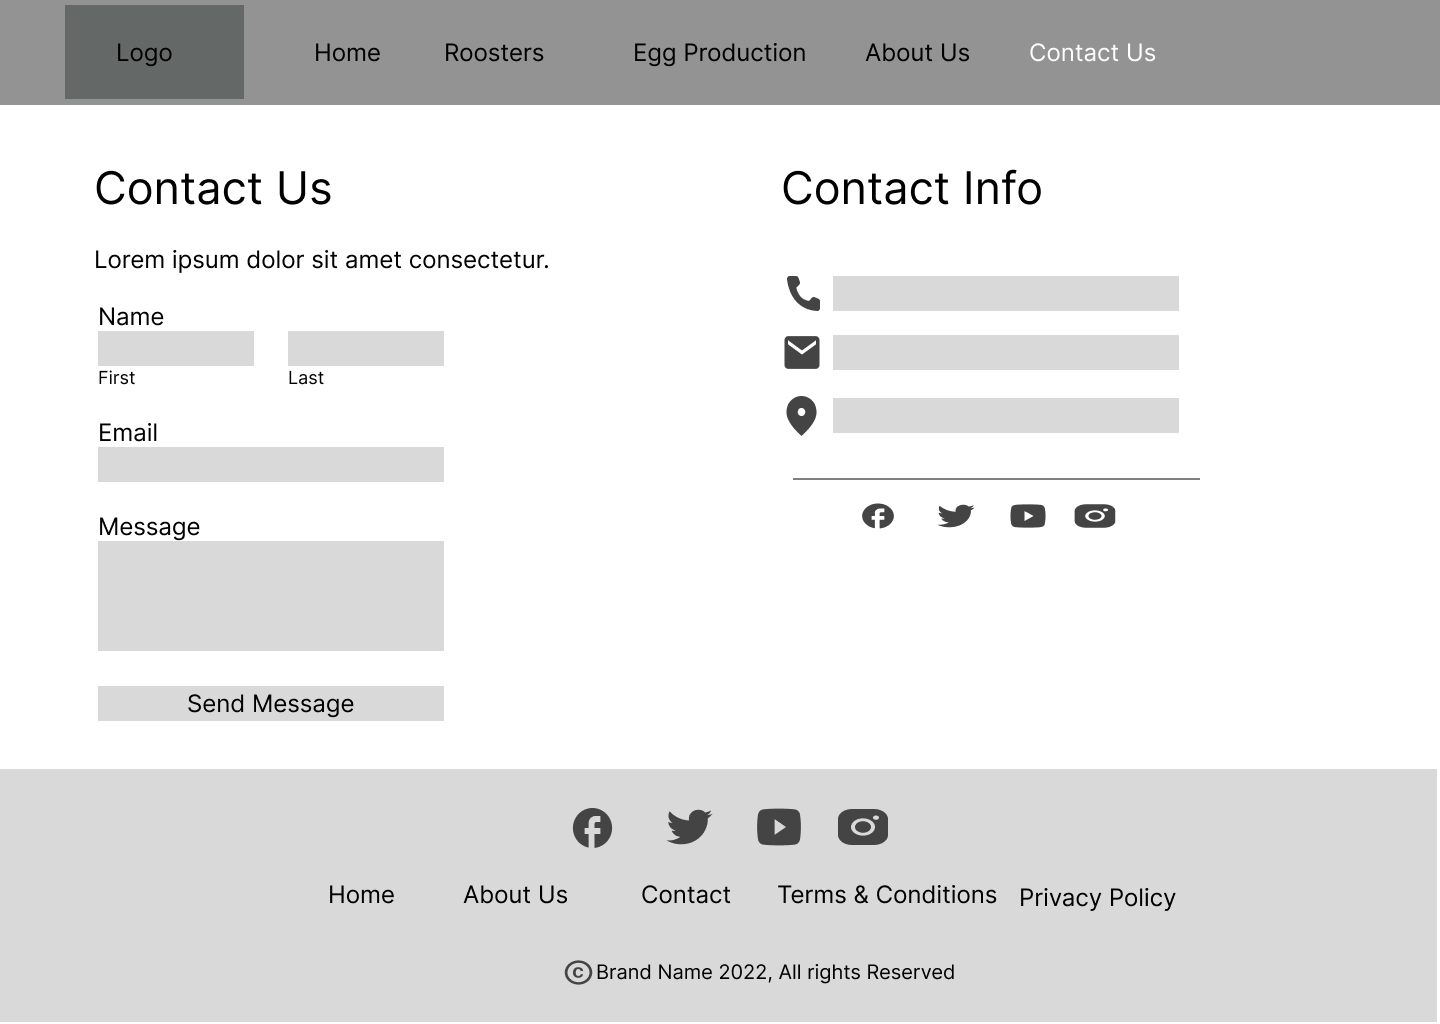 Logo
Home
Roosters
Egg Production
About Us
Contact Us
Contact Us
Lorem ipsum dolor sit amet consectetur.
Name
First
Last
Email
Message
Send Message
Contact Info
Home
About Us
Contact
Terms & Conditions
Privacy Policy
© Brand Name 2022, All rights Reserved